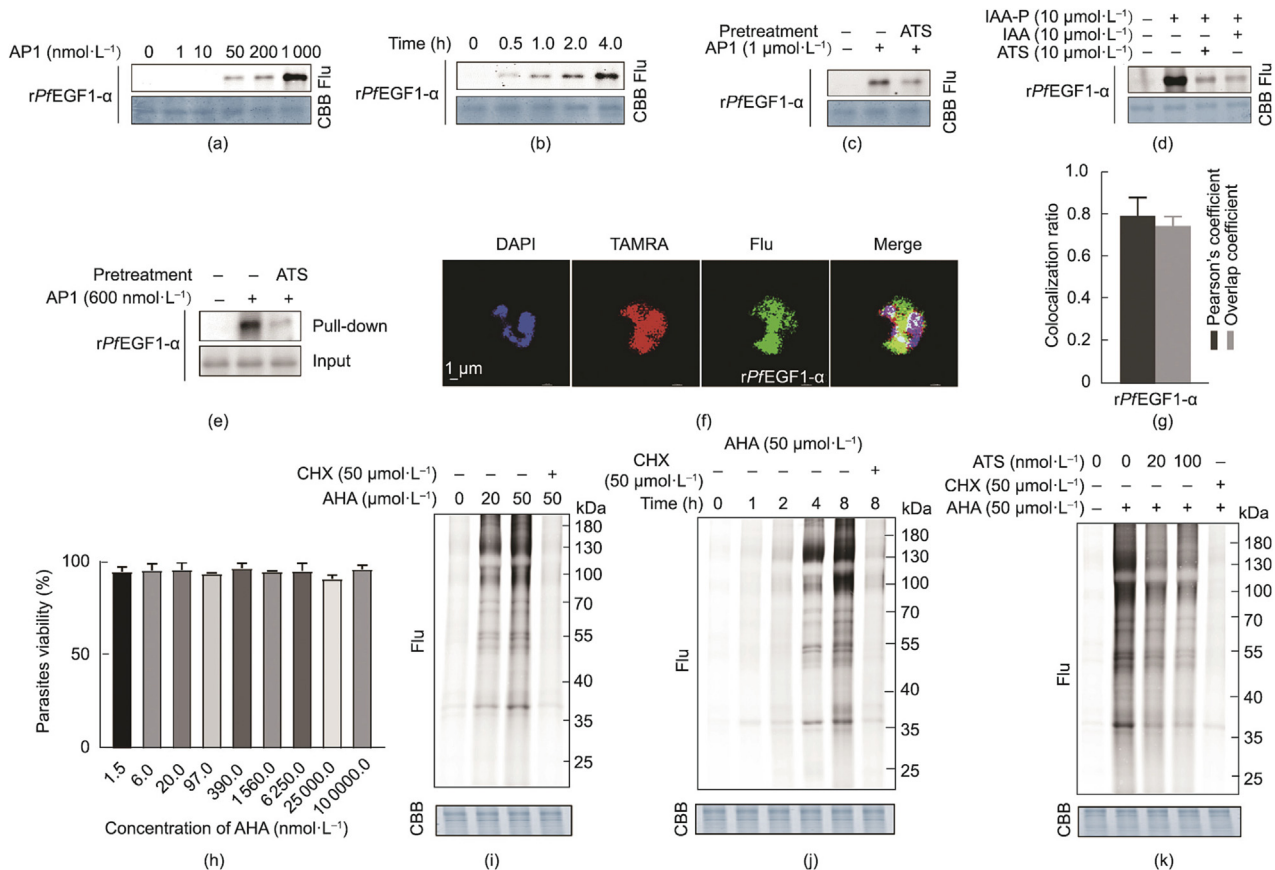 AP1 (nmol·L⁻¹) 0 1 10 50 200 1 000
rPfEGF1-α
Flu
CBB
(a)
Time (h) 0 0.5 1.0 2.0 4.0
rPfEGF1-α
Flu
CBB
(b)
Pretreatment – – ATS
AP1 (1 μmol·L⁻¹) – + +
rPfEGF1-α
Flu
CBB
(c)
IAA-P (10 μmol·L⁻¹) – + + +
IAA (10 μmol·L⁻¹) – – – +
ATS (10 μmol·L⁻¹) – – + –
rPfEGF1-α
Flu
CBB
(d)
Pretreatment – – ATS
AP1 (600 nmol·L⁻¹) – + +
rPfEGF1-α
Pull-down
Input
(e)
DAPI TAMRA Flu Merge
1 μm
rPfEGF1-α
(f)
Colocalization ratio
1.0
0.8
0.6
0.4
0.2
0
rPfEGF1-α
Pearson's coefficient
Overlap coefficient
(g)
Parasites viability (%)
100
50
0
1.5 6.0 20.0 97.0 390.0 1 560.0 6 250.0 25 000.0 10 0000.0
Concentration of AHA (nmol·L⁻¹)
(h)
CHX (50 μmol·L⁻¹) – – – +
AHA (μmol·L⁻¹) 0 20 50 50
kDa
180
130
100
70
55
40
35
25
Flu
CBB
(i)
AHA (50 μmol·L⁻¹)
CHX
(50 μmol·L⁻¹) – – – – – +
Time (h) 0 1 2 4 8 8
kDa
180
130
100
70
55
40
35
25
Flu
CBB
(j)
ATS (nmol·L⁻¹) 0 0 20 100 –
CHX (50 μmol·L⁻¹) – – – – +
AHA (50 μmol·L⁻¹) – + + + +
kDa
180
130
100
70
55
40
35
25
Flu
CBB
(k)